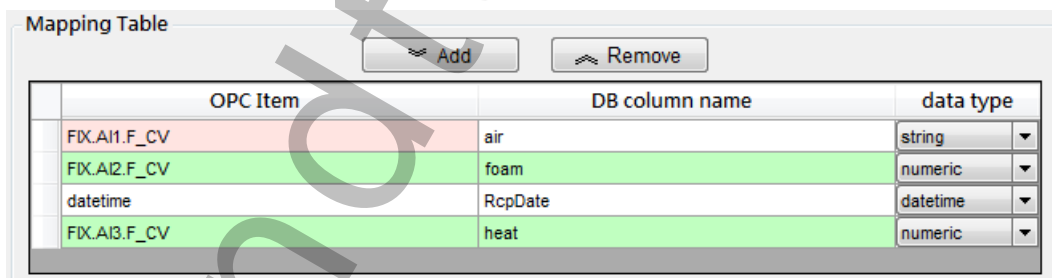 Mapping Table
Add Remove
OPC Item DB column name data type
FIX.AI1.F_CV air string
FIX.AI2.F_CV foam numeric
datetime RcpDate datetime
FIX.AI3.F_CV heat numeric